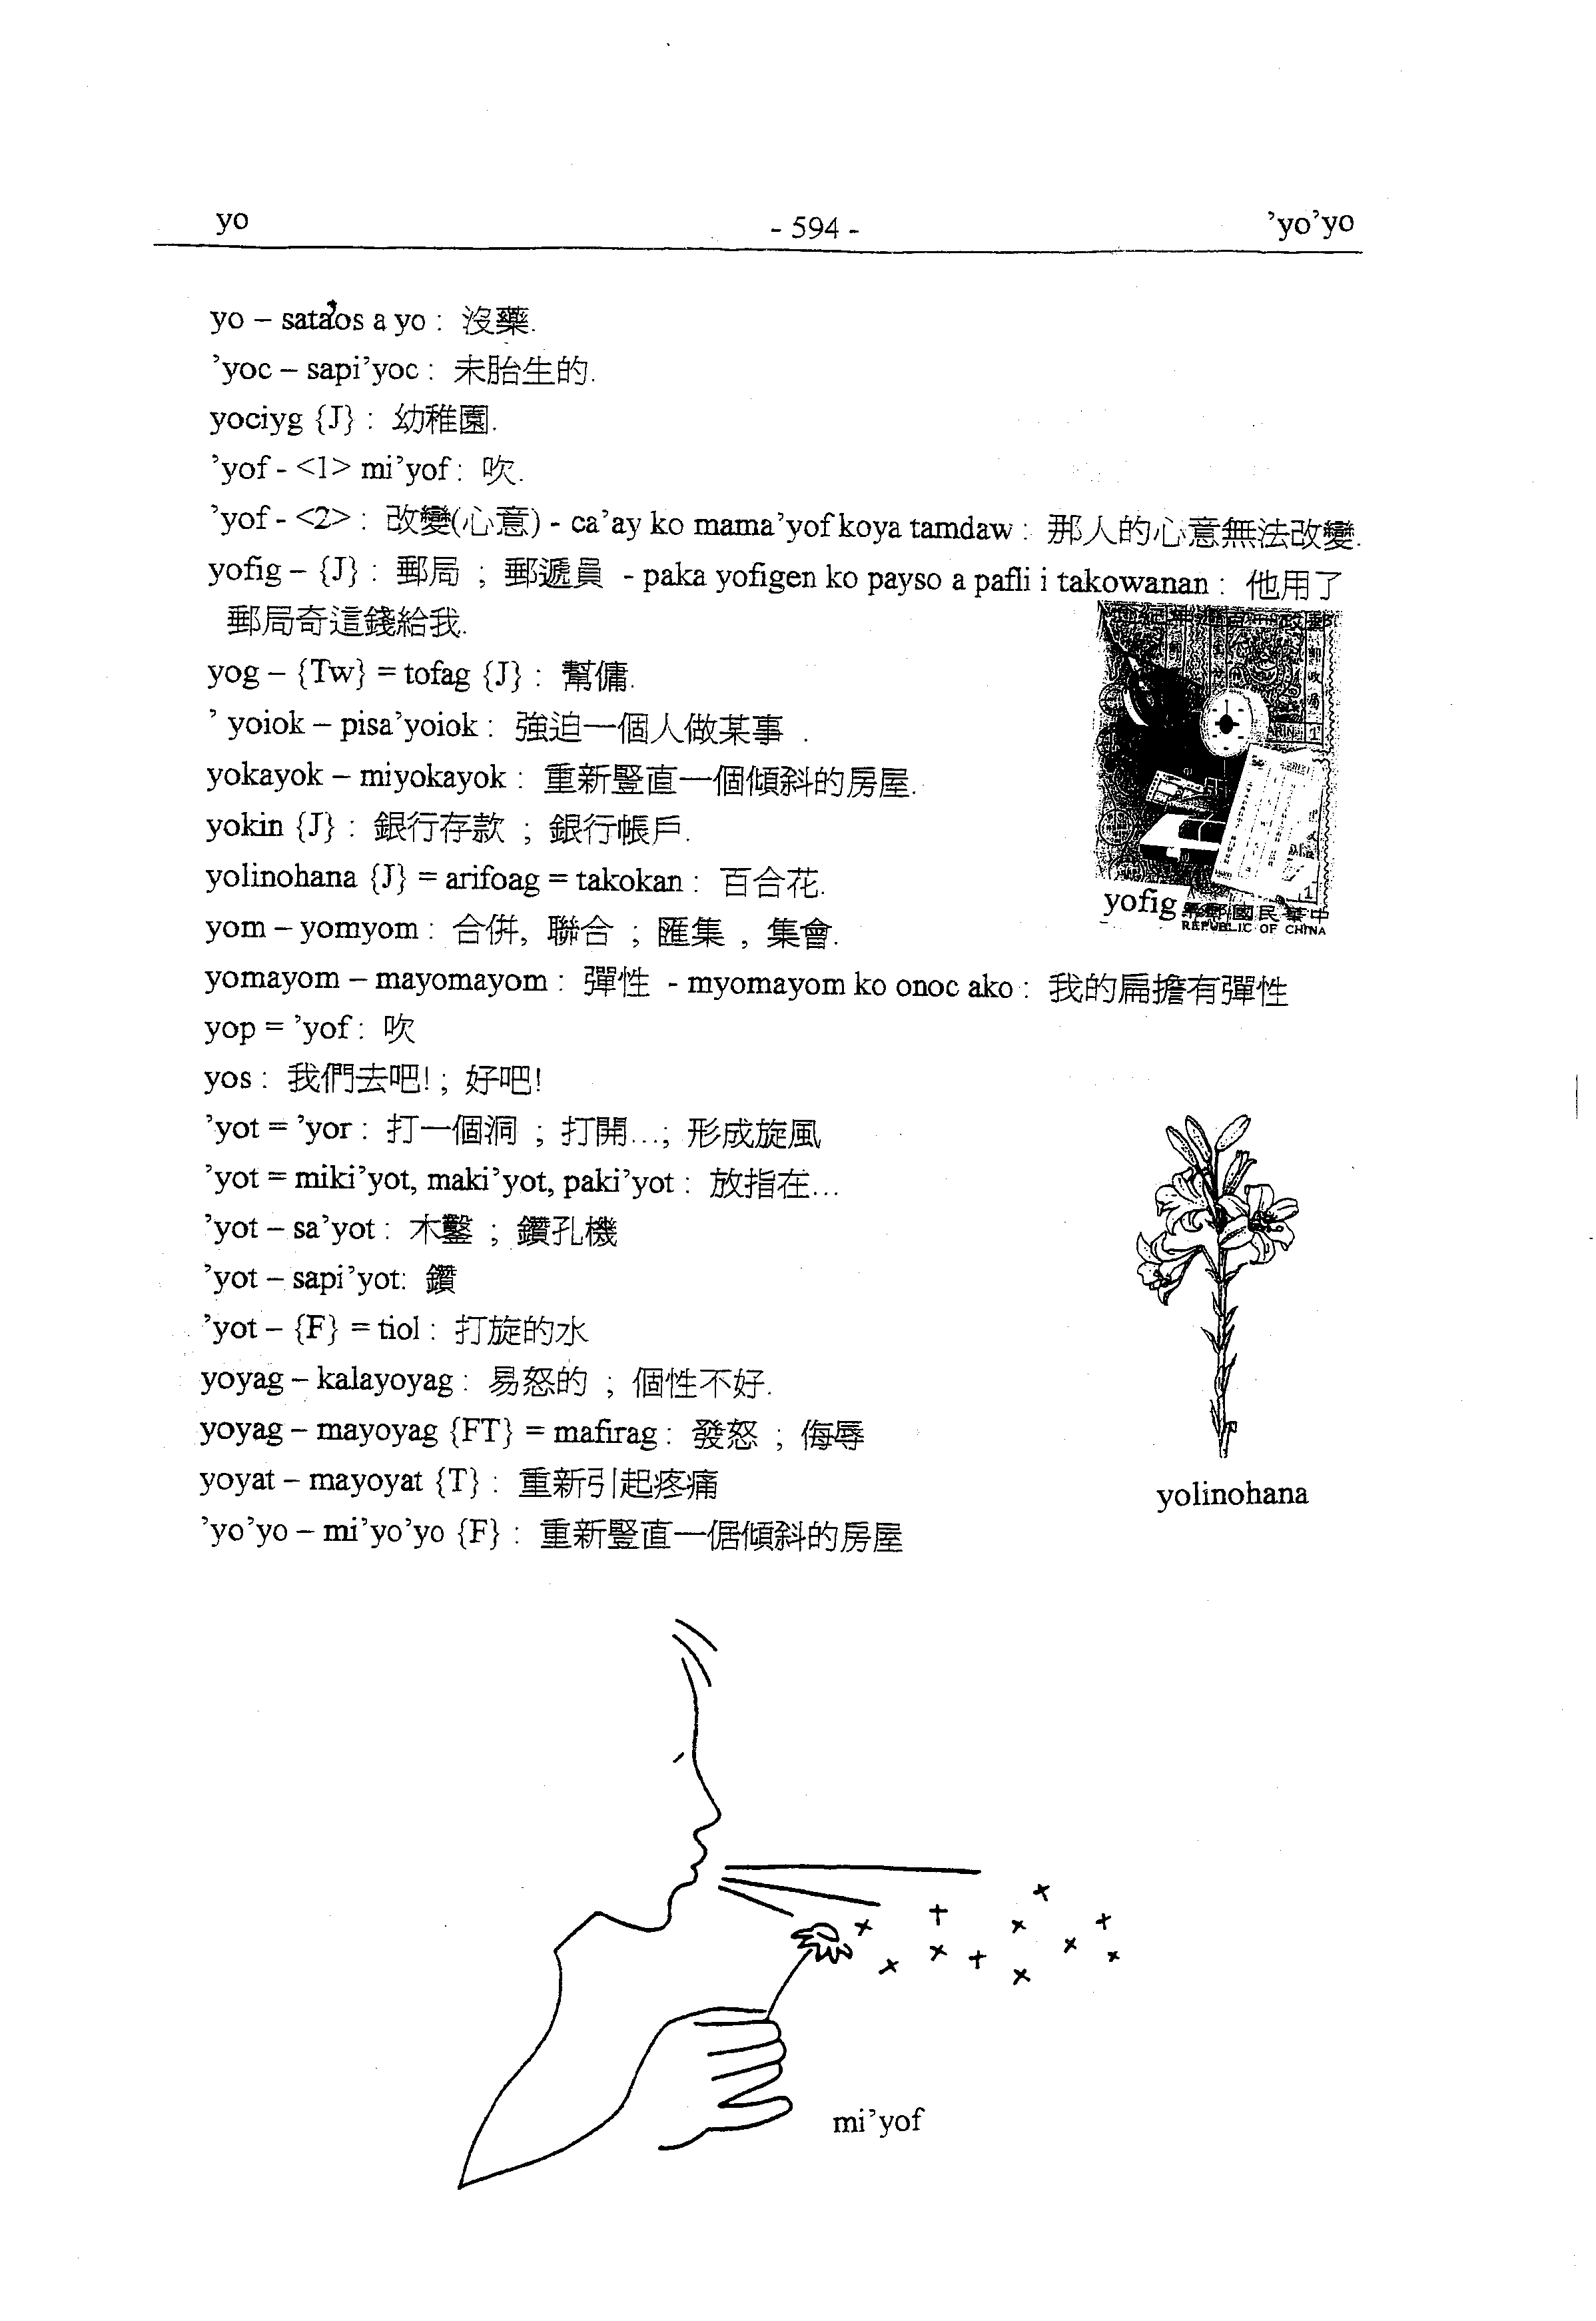 yo - 594 - ’yo’yo
yo – sata’os a yo : 沒藥.
’yoc – sapi’yoc : 未胎生的.
yociyg {J} : 幼稚園.
’yof - <1> mi’yof : 吹.
’yof - <2> : 改變(心意) - ca’ay ko mama’yof koya tamdaw : 那人的心意無法改變.
yofig – {J} : 郵局 ; 郵遞員 - paka yofigen ko payso a pafli i takowanan : 他用了
郵局奇這錢給我.
yog – {Tw} = tofag {J} : 幫傭.
’ yoiok – pisa’yoiok : 強迫一個人做某事 .
yokayok – miyokayok : 重新豎直一個傾斜的房屋.
yokin {J} : 銀行存款 ; 銀行帳戶.
yolinohana {J} = arifoag = takokan : 百合花.
yom – yomyom : 合併, 聯合 ; 匯集 , 集會.
yomayom – mayomayom : 彈性 - myomayom ko onoc ako : 我的扁擔有彈性
yop = ’yof : 吹
yos : 我們去吧! ; 好吧!
’yot = ’yor : 打一個洞 ; 打開...; 形成旋風
’yot = miki’yot, maki’yot, paki’yot : 放指在...
’yot – sa’yot : 木鑿 ; 鑽孔機
’yot – sapi’yot: 鑽
’yot – {F} = tiol : 打旋的水
yoyag – kalayoyag : 易怒的 ; 個性不好.
yoyag – mayoyag {FT} = mafirag : 發怒 ; 侮辱
yoyat – mayoyat {T} : 重新引起疼痛
’yo’yo – mi’yo’yo {F} : 重新豎直一倨傾斜的房屋
yofig
票郵國民華中
REPUBLIC OF CHINA
yolinohana
mi’yof